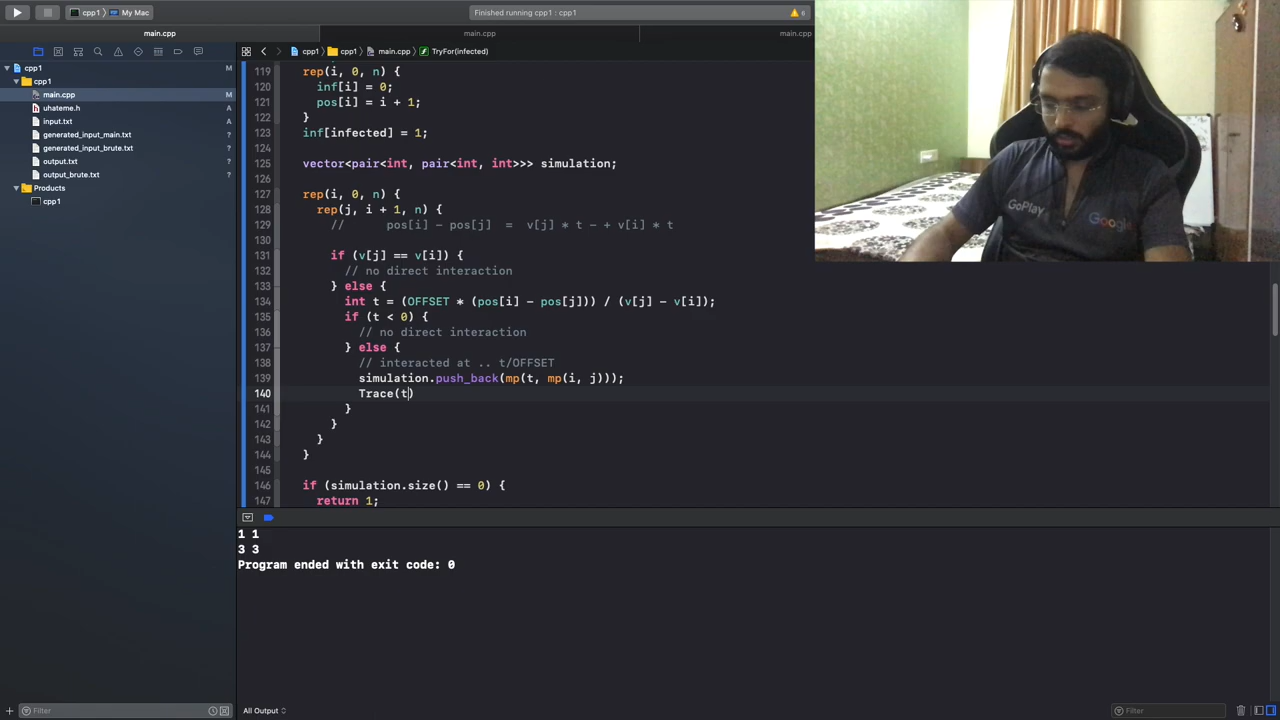 cpp1
My Mac
Finished running cpp1 : cpp1
6
main.cpp
main.cpp
main.cpp
cpp1
cpp1
main.cpp
TryFor(infected)
cpp1 M
cpp1
main.cpp M
uhateme.h A
input.txt A
generated_input_main.txt ?
generated_input_brute.txt ?
output.txt ?
output_brute.txt ?
Products
cpp1
119 rep(i, 0, n) {
120 inf[i] = 0;
121 pos[i] = i + 1;
122 }
123 inf[infected] = 1;
124
125 vector<pair<int, pair<int, int>>> simulation;
126
127 rep(i, 0, n) {
128 rep(j, i + 1, n) {
129 // pos[i] - pos[j] = v[j] * t - + v[i] * t
130
131 if (v[j] == v[i]) {
132 // no direct interaction
133 } else {
134 int t = (OFFSET * (pos[i] - pos[j])) / (v[j] - v[i]);
135 if (t < 0) {
136 // no direct interaction
137 } else {
138 // interacted at .. t/OFFSET
139 simulation.push_back(mp(t, mp(i, j)));
140 Trace(t)
141 }
142 }
143 }
144 }
145
146 if (simulation.size() == 0) {
147 return 1;
GoPlay
Google
1 1
3 3
Program ended with exit code: 0
Filter
All Output
Filter